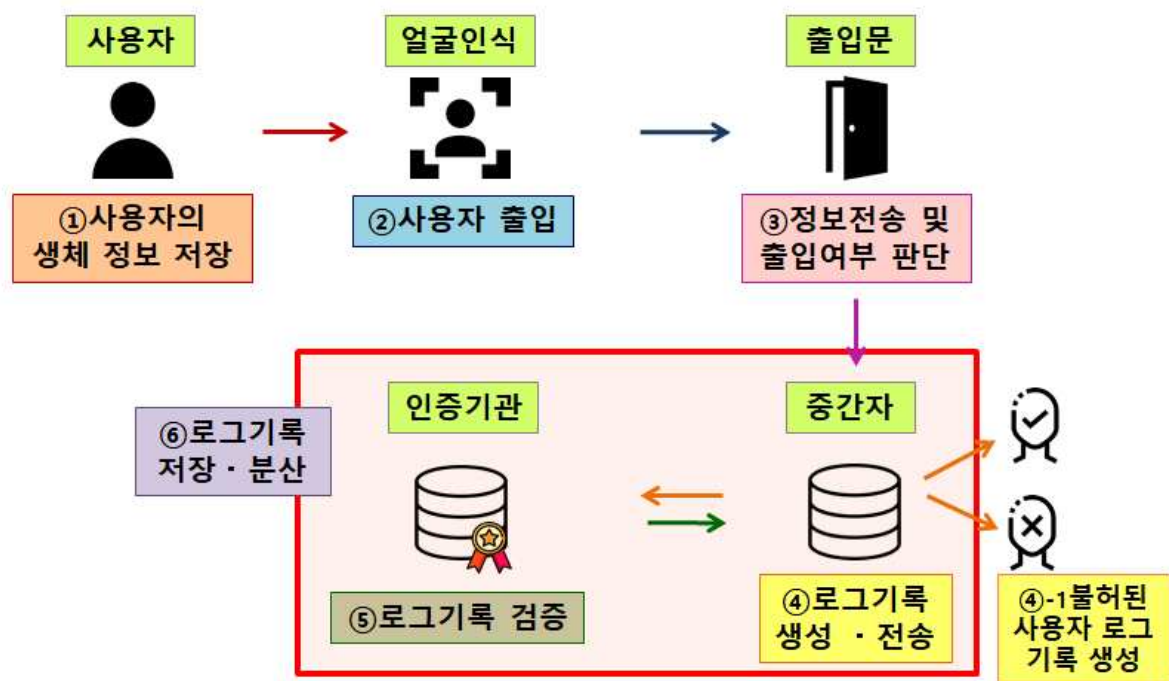 사용자
얼굴인식
출입문
①사용자의
생체 정보 저장
②사용자 출입
③정보전송 및
출입여부 판단
인증기관
중간자
⑥로그기록
저장 · 분산
⑤로그기록 검증
④로그기록
생성 · 전송
④-1불허된
사용자 로그
기록 생성